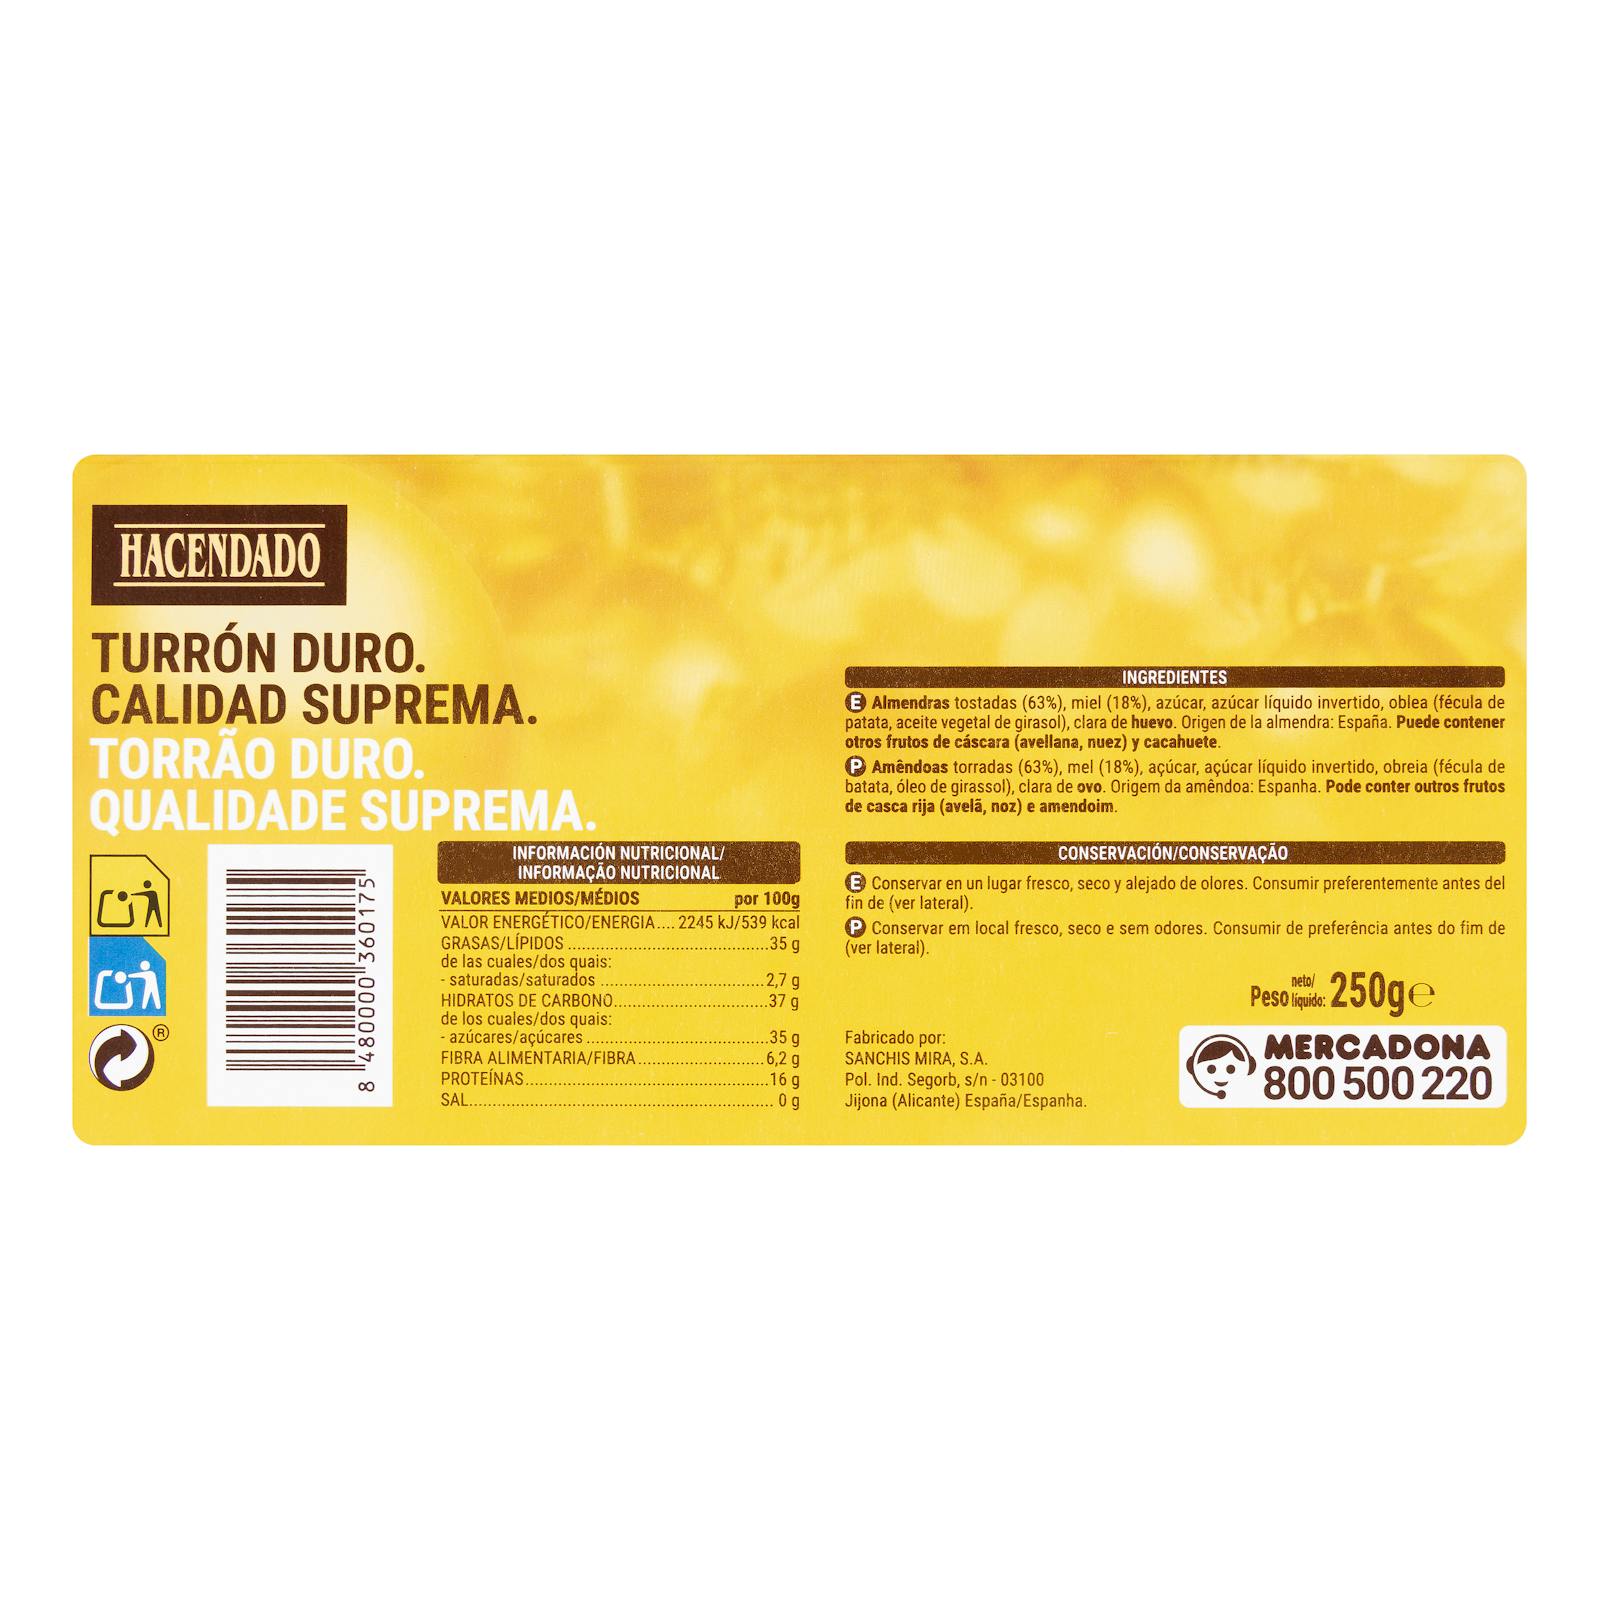 HACENDADO
TURRÓN DURO.
CALIDAD SUPREMA.
TORRÃO DURO.
QUALIDADE SUPREMA.
8 480000 360175
®
INFORMACIÓN NUTRICIONAL/
INFORMAÇÃO NUTRICIONAL
VALORES MEDIOS/MÉDIOS por 100g
VALOR ENERGÉTICO/ENERGIA.... 2245 kJ/539 kcal
GRASAS/LÍPIDOS ........ 35 g
de las cuales/dos quais:
- saturadas/saturados ........ 2,7 g
HIDRATOS DE CARBONO........ 37 g
de los cuales/dos quais:
- azúcares/açúcares ........ 35 g
FIBRA ALIMENTARIA/FIBRA........ 6,2 g
PROTEÍNAS........ 16 g
SAL........ 0 g
INGREDIENTES
E Almendras tostadas (63%), miel (18%), azúcar, azúcar líquido invertido, oblea (fécula de
patata, aceite vegetal de girasol), clara de huevo. Origen de la almendra: España. Puede contener
otros frutos de cáscara (avellana, nuez) y cacahuete.
P Amêndoas torradas (63%), mel (18%), açúcar, açúcar líquido invertido, obreia (fécula de
batata, óleo de girassol), clara de ovo. Origem da amêndoa: Espanha. Pode conter outros frutos
de casca rija (avelã, noz) e amendoim.
CONSERVACIÓN/CONSERVAÇÃO
E Conservar en un lugar fresco, seco y alejado de olores. Consumir preferentemente antes del
fin de (ver lateral).
P Conservar em local fresco, seco e sem odores. Consumir de preferência antes do fim de
(ver lateral).
Peso neto/líquido: 250g℮
Fabricado por:
SANCHIS MIRA, S.A.
Pol. Ind. Segorb, s/n - 03100
Jijona (Alicante) España/Espanha.
MERCADONA
800 500 220